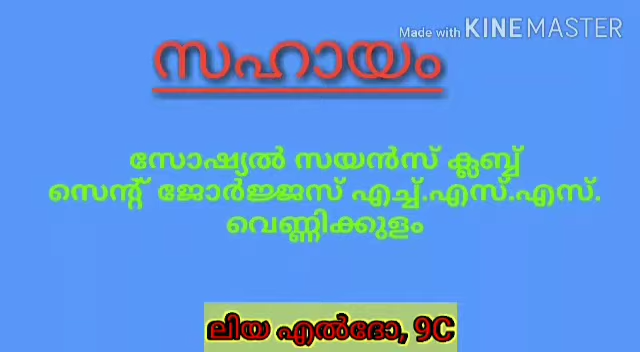 Made with KINEMASTER
സഹായം
സോഷ്യൽ സയൻസ് ക്ലബ്ബ്
സെന്റ് ജോർജ്ജസ് എച്ച്.എസ്.എസ്.
വെണ്ണിക്കുളം
ലിയ എൽദോ, 9C